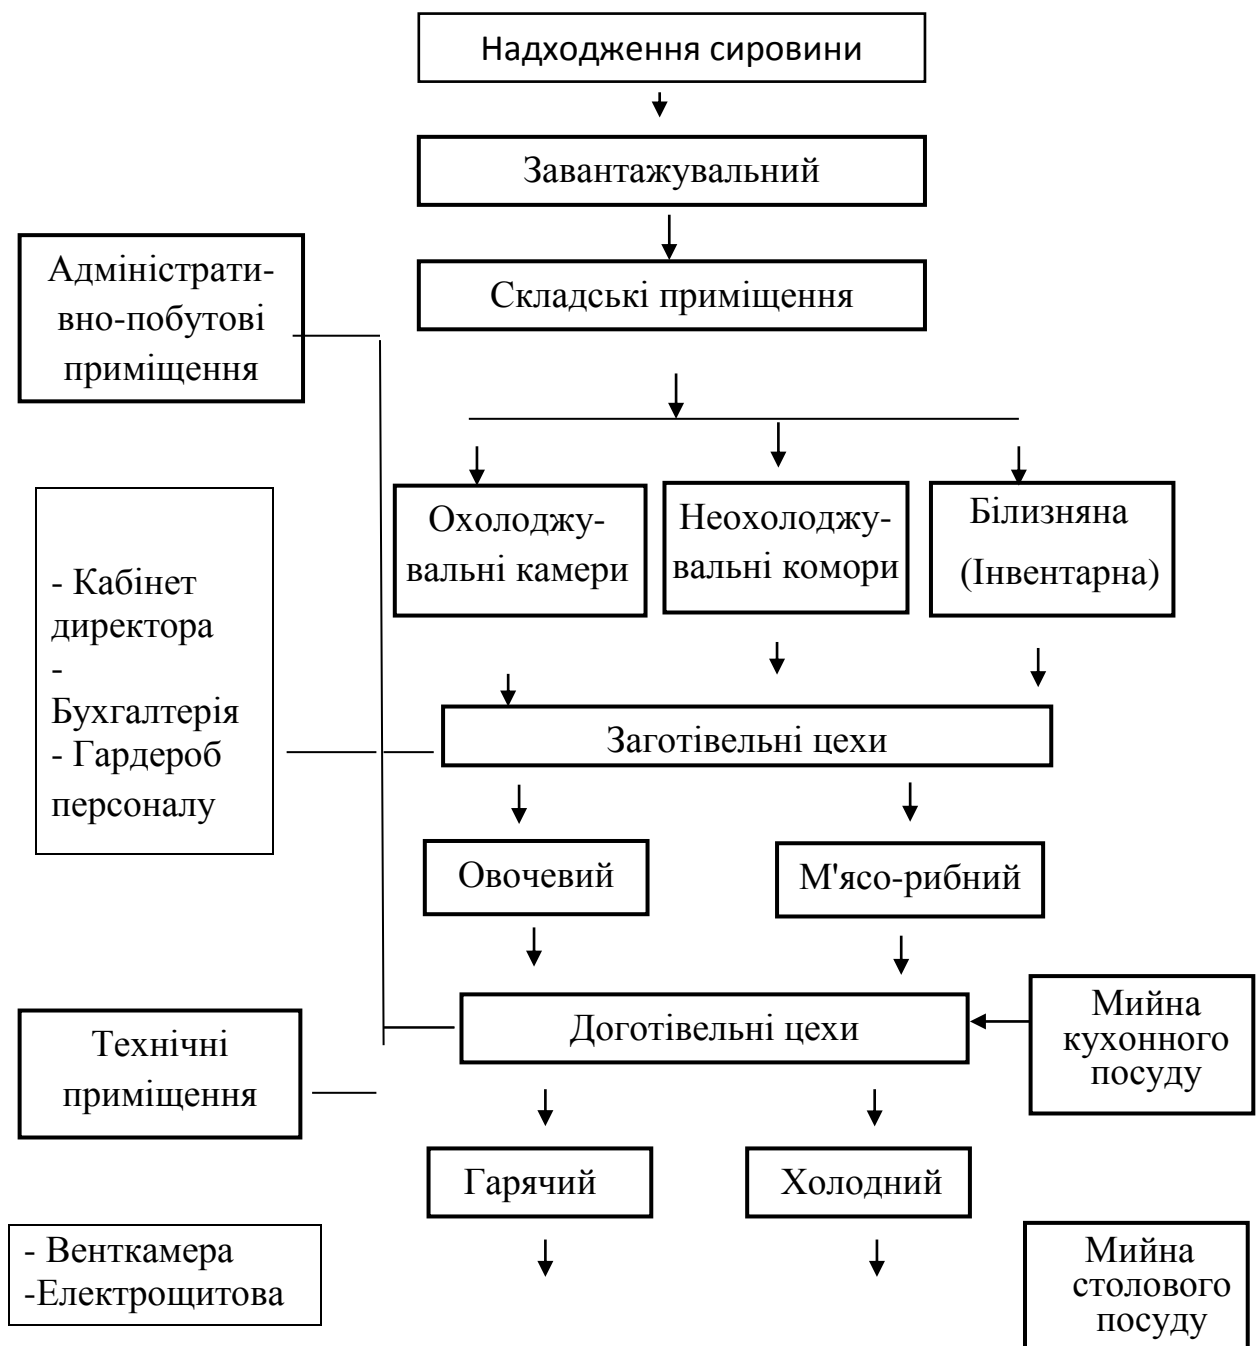 Надходження сировини
Завантажувальний
Адміністрати-
вно-побутові
приміщення
Складські приміщення
Охолоджу-
вальні камери
Неохолоджу-
вальні комори
Білизняна
(Інвентарна)
- Кабінет
директора
-
Бухгалтерія
- Гардероб
персоналу
Заготівельні цехи
Овочевий
М'ясо-рибний
Доготівельні цехи
Мийна
кухонного
посуду
Технічні
приміщення
Гарячий
Холодний
- Венткамера
-Електрощитова
Мийна
столового
посуду